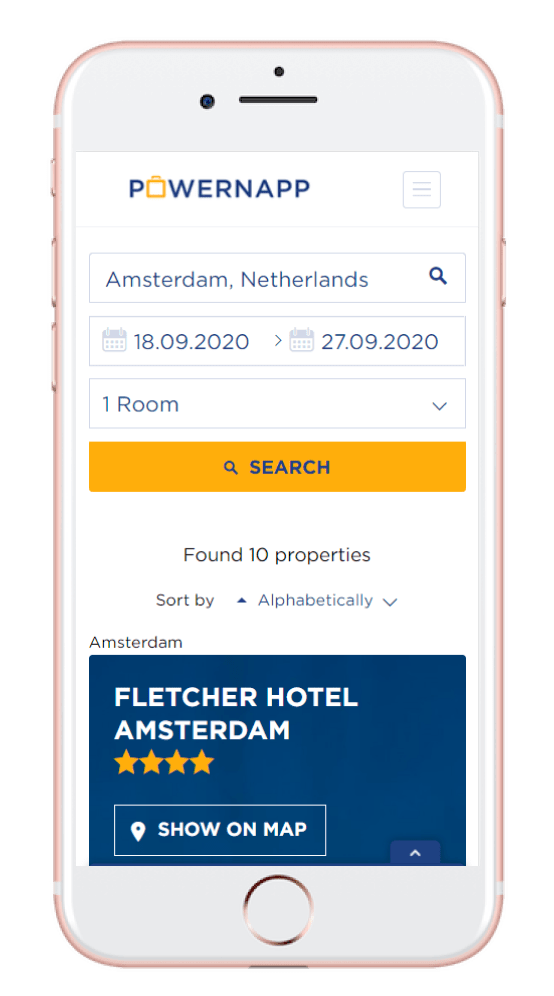 POWERNAPP
Amsterdam, Netherlands
18.09.2020 > 27.09.2020
1 Room
SEARCH
Found 10 properties
Sort by Alphabetically
Amsterdam
FLETCHER HOTEL
AMSTERDAM
SHOW ON MAP